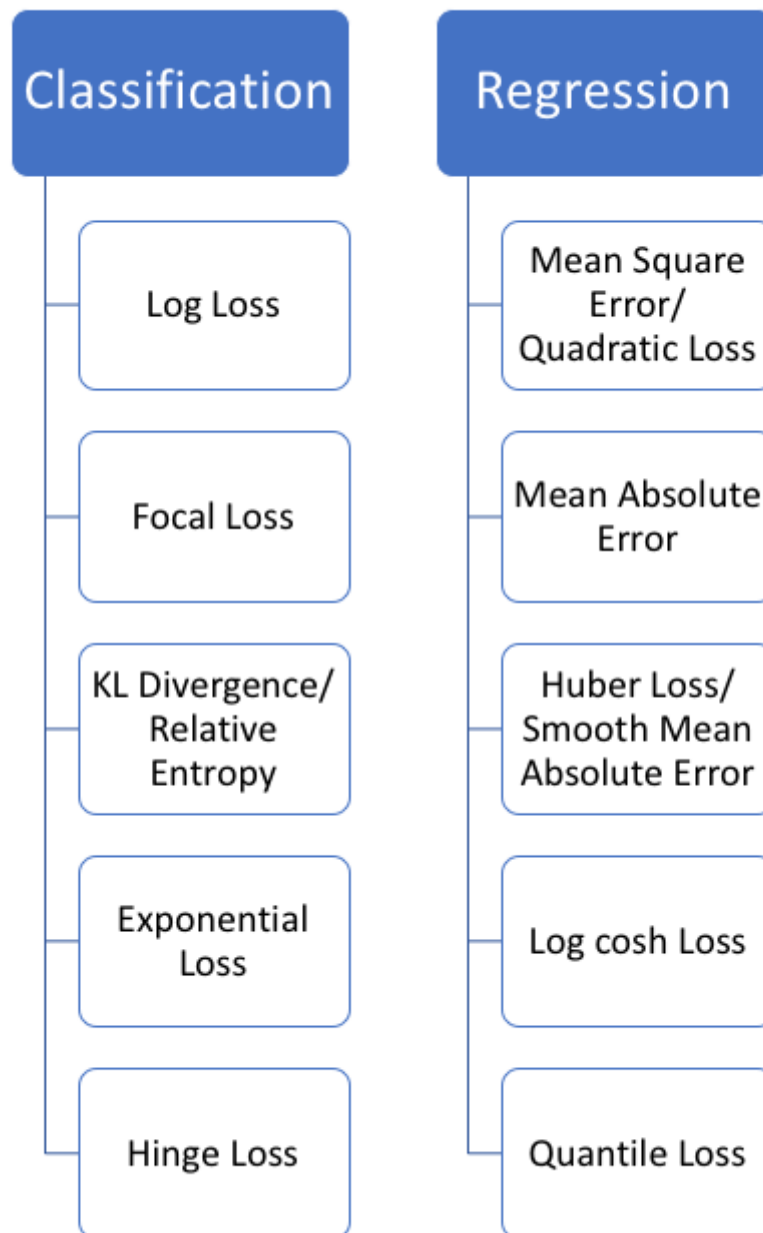 Classification
Log Loss
Focal Loss
KL Divergence/
Relative
Entropy
Exponential
Loss
Hinge Loss
Regression
Mean Square
Error/
Quadratic Loss
Mean Absolute
Error
Huber Loss/
Smooth Mean
Absolute Error
Log cosh Loss
Quantile Loss